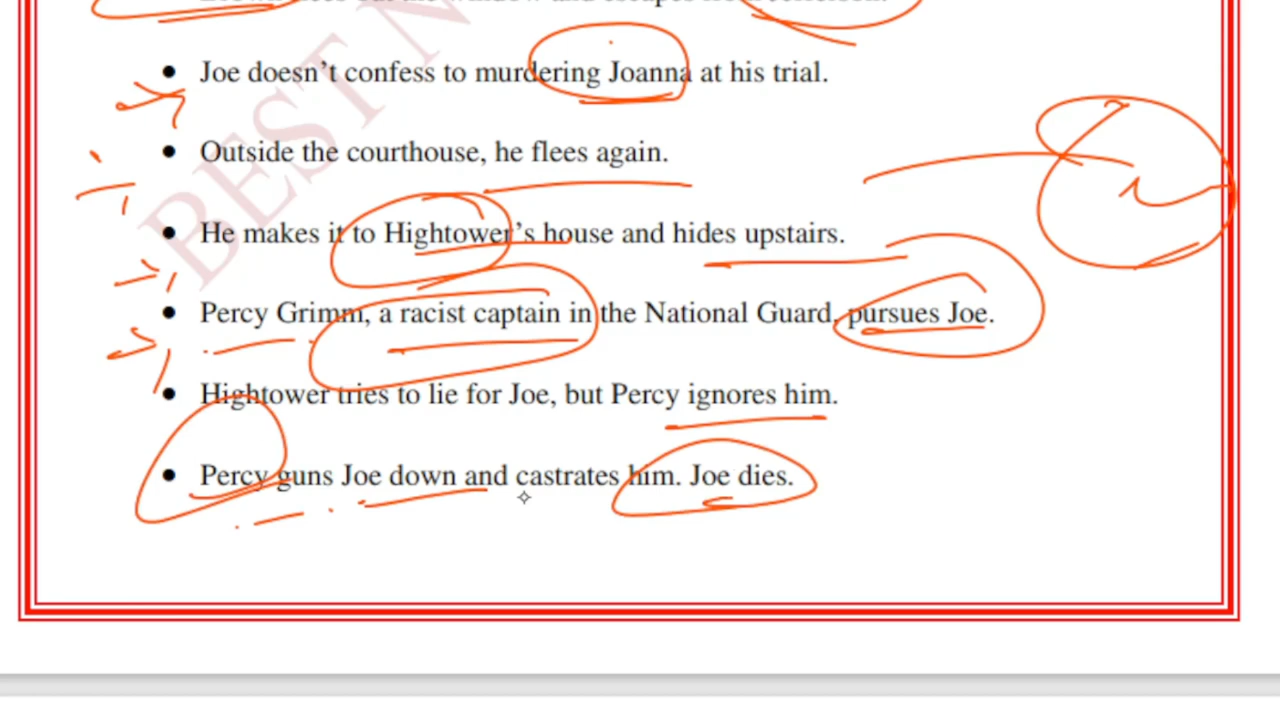 • Joe doesn't confess to murdering Joanna at his trial.
• Outside the courthouse, he flees again.
• He makes it to Hightower's house and hides upstairs.
• Percy Grimm, a racist captain in the National Guard, pursues Joe.
• Hightower tries to lie for Joe, but Percy ignores him.
• Percy guns Joe down and castrates him. Joe dies.
BEST N